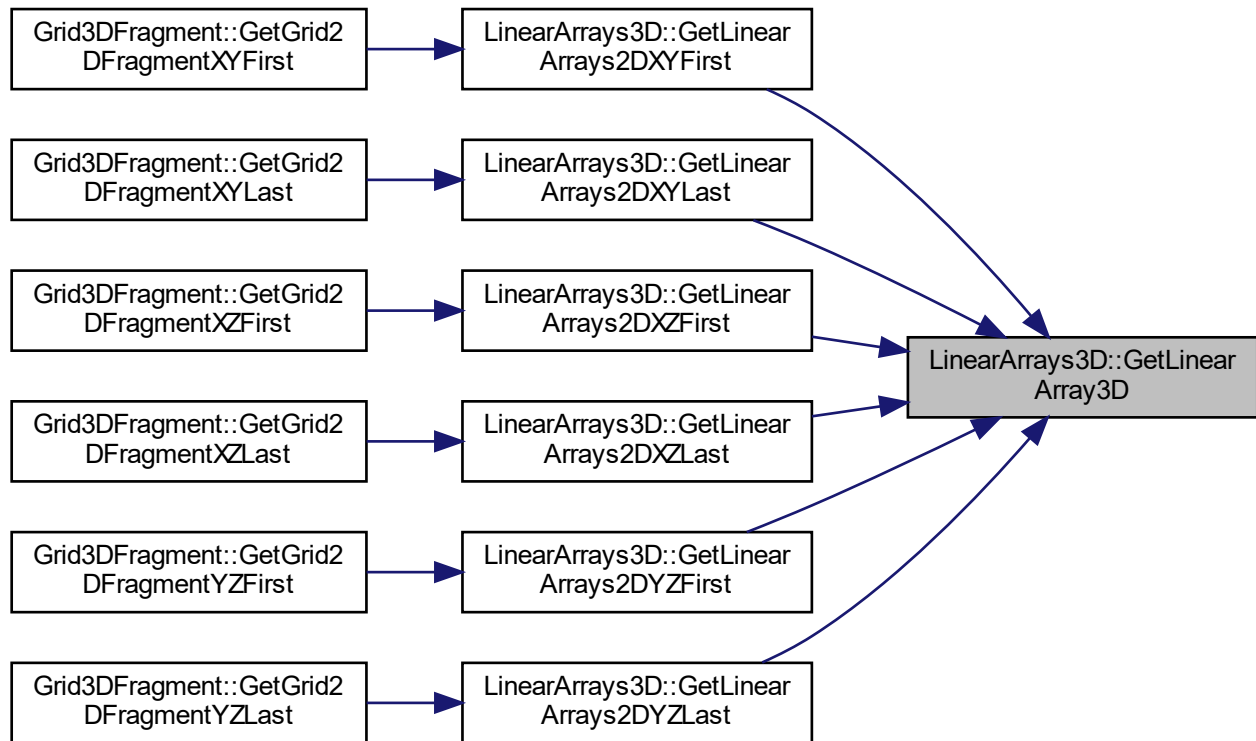 Grid3DFragment::GetGrid2
DFragmentXYFirst
LinearArrays3D::GetLinear
Arrays2DXYFirst
Grid3DFragment::GetGrid2
DFragmentXYLast
LinearArrays3D::GetLinear
Arrays2DXYLast
Grid3DFragment::GetGrid2
DFragmentXZFirst
LinearArrays3D::GetLinear
Arrays2DXZFirst
LinearArrays3D::GetLinear
Array3D
Grid3DFragment::GetGrid2
DFragmentXZLast
LinearArrays3D::GetLinear
Arrays2DXZLast
Grid3DFragment::GetGrid2
DFragmentYZFirst
LinearArrays3D::GetLinear
Arrays2DYZFirst
Grid3DFragment::GetGrid2
DFragmentYZLast
LinearArrays3D::GetLinear
Arrays2DYZLast